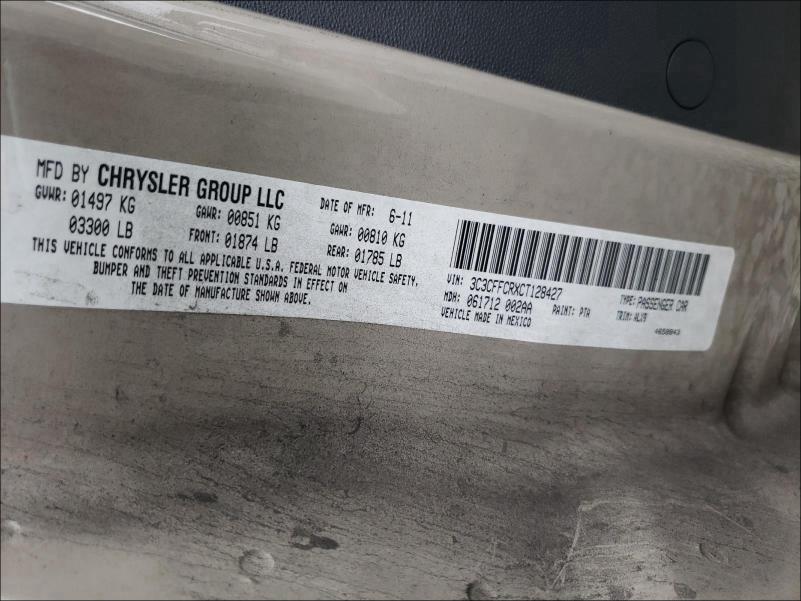 MFD BY CHRYSLER GROUP LLC DATE OF MFR: 6-11
GVWR: 01497 KG GAWR: 00851 KG GAWR: 00810 KG
03300 LB FRONT: 01874 LB REAR: 01785 LB
THIS VEHICLE CONFORMS TO ALL APPLICABLE U.S.A. FEDERAL MOTOR VEHICLE SAFETY,
BUMPER AND THEFT PREVENTION STANDARDS IN EFFECT ON
THE DATE OF MANUFACTURE SHOWN ABOVE.
VIN: 3C3CFFCRXCT128427 TYPE: PASSENGER CAR
MDH: 061712 002AA PAINT: PTA TRIM: ALX9
VEHICLE MADE IN MEXICO